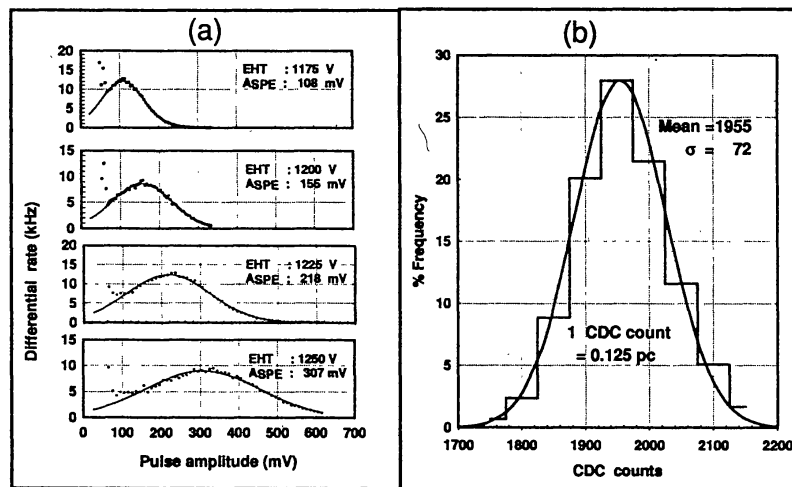 (a)
20
15
10
5
0
EHT : 1175 V
ASPE : 108 mV
15
10
5
0
EHT : 1200 V
ASPE : 155 mV
20
15
10
5
0
EHT : 1225 V
ASPE : 218 mV
15
10
5
0
EHT : 1250 V
ASPE : 307 mV
0 100 200 300 400 500 600 700
Differential rate (kHz)
Pulse amplitude (mV)
(b)
30
25
20
15
10
5
0
% Frequency
Mean =1955
σ = 72
1 CDC count
= 0.125 pc
1700 1800 1900 2000 2100 2200
CDC counts